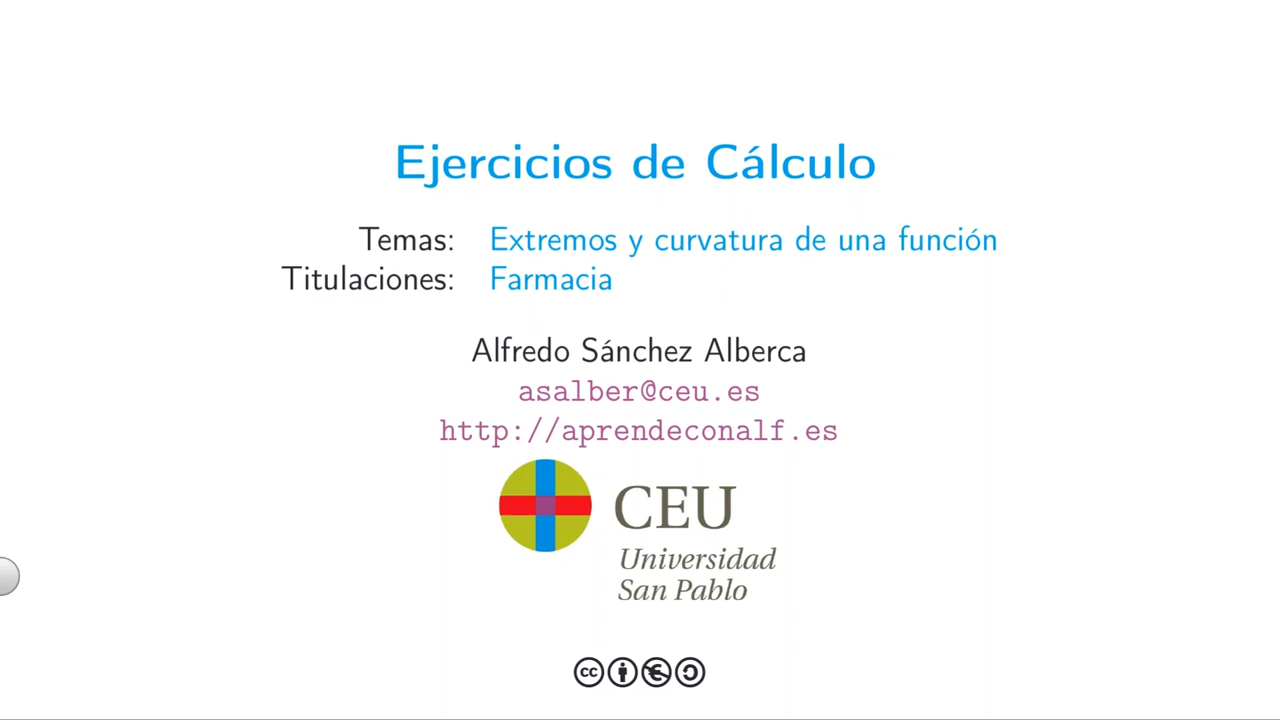 Ejercicios de Cálculo
Temas: Extremos y curvatura de una función
Titulaciones: Farmacia
Alfredo Sánchez Alberca
asalber@ceu.es
http://aprendeconalf.es
CEU
Universidad
San Pablo
cc